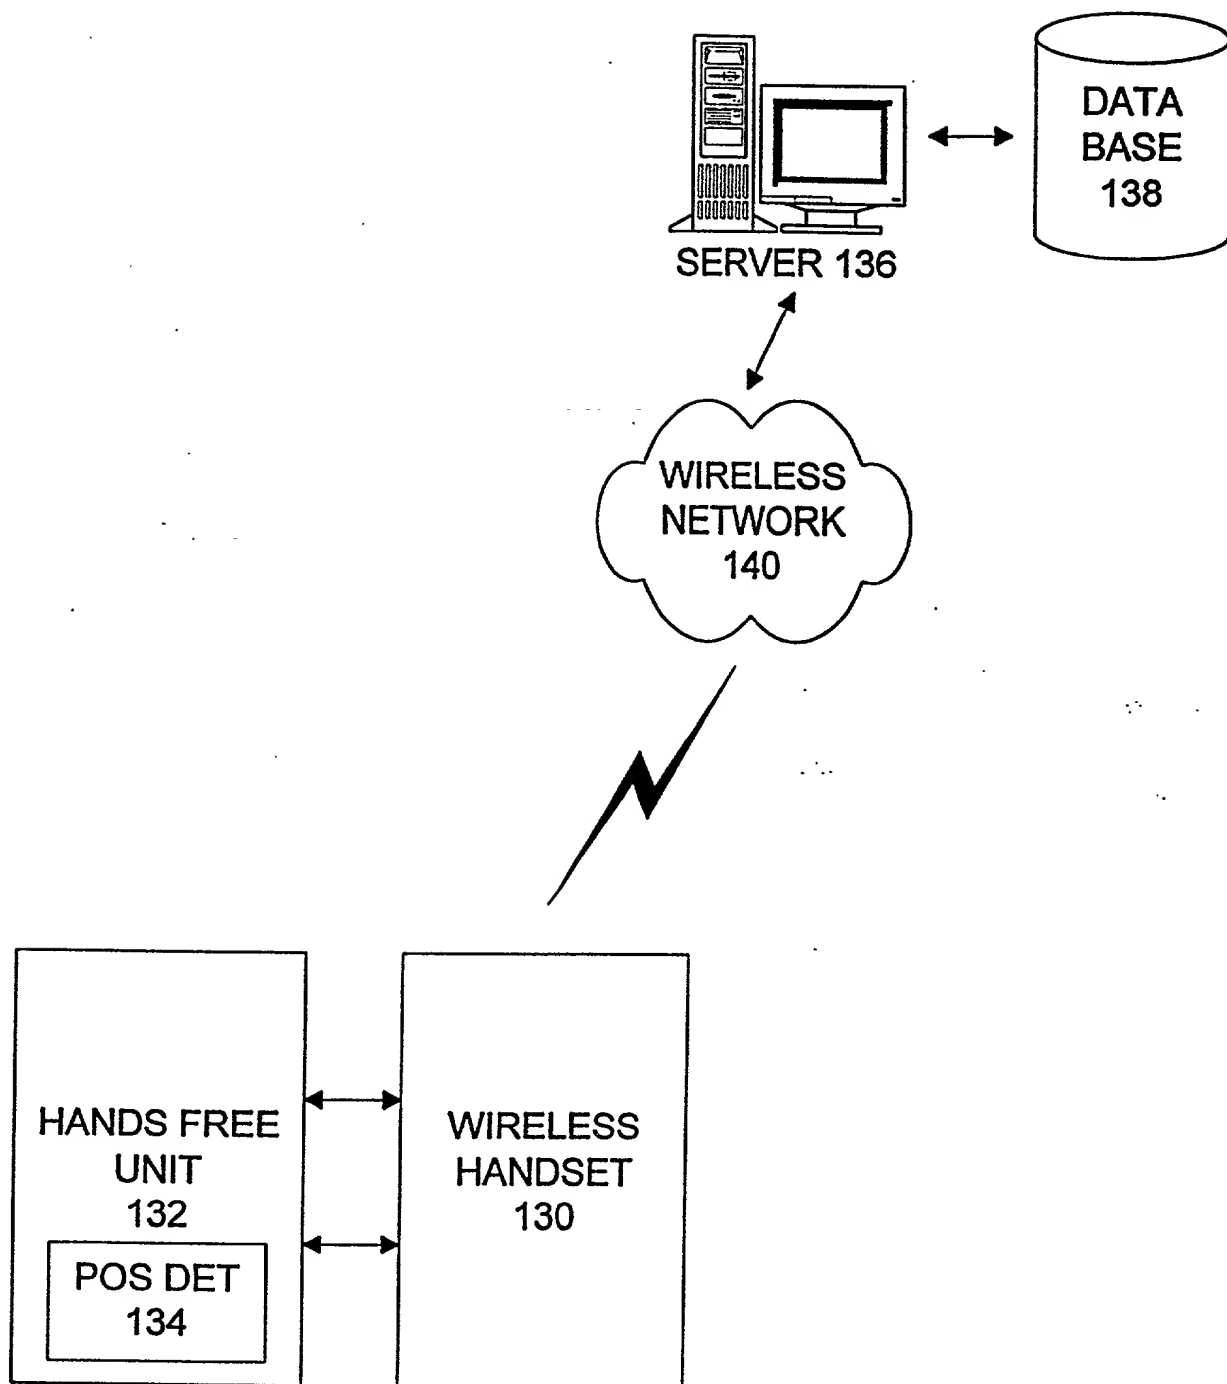 DATA
BASE
138
SERVER 136
WIRELESS
NETWORK
140
HANDS FREE
UNIT
132
POS DET
134
WIRELESS
HANDSET
130